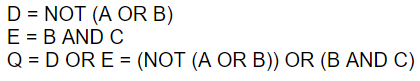 D = NOT (A OR B)
E = B AND C
Q = D OR E = (NOT (A OR B)) OR (B AND C)